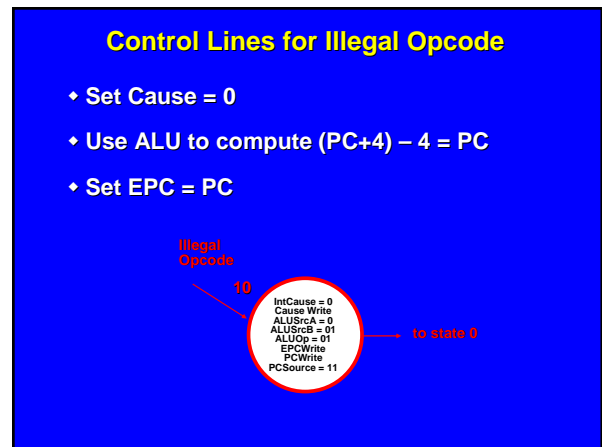 Control Lines for Illegal Opcode
Set Cause = 0
Use ALU to compute (PC+4) – 4 = PC
Set EPC = PC
Illegal
Opcode
10
IntCause = 0
Cause Write
ALUSrcA = 0
ALUSrcB = 01
ALUOp = 01
EPCWrite
PCWrite
PCSource = 11
to state 0